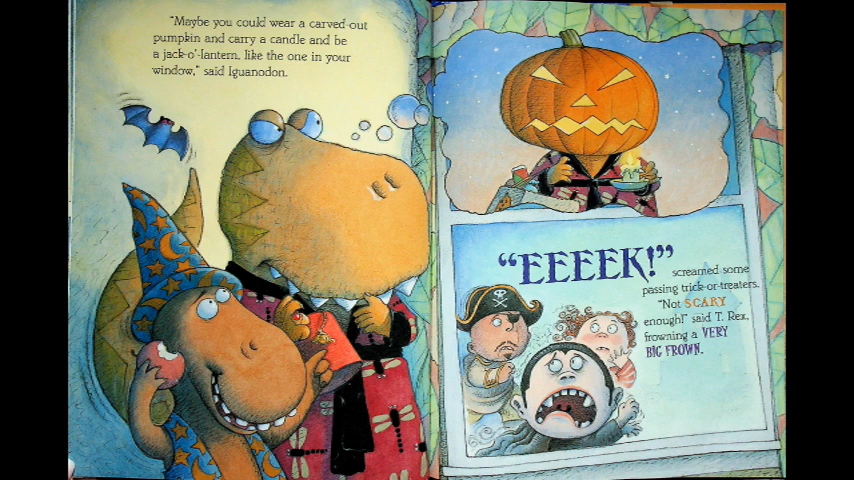 "Maybe you could wear a carved-out
pumpkin and carry a candle and be
a jack-o'-lantern, like the one in your
window," said Iguanodon.
"EEEEK!" screamed some
passing trick-or-treaters.
"Not SCARY
enough!" said T. Rex,
frowning a VERY
BIG FROWN.